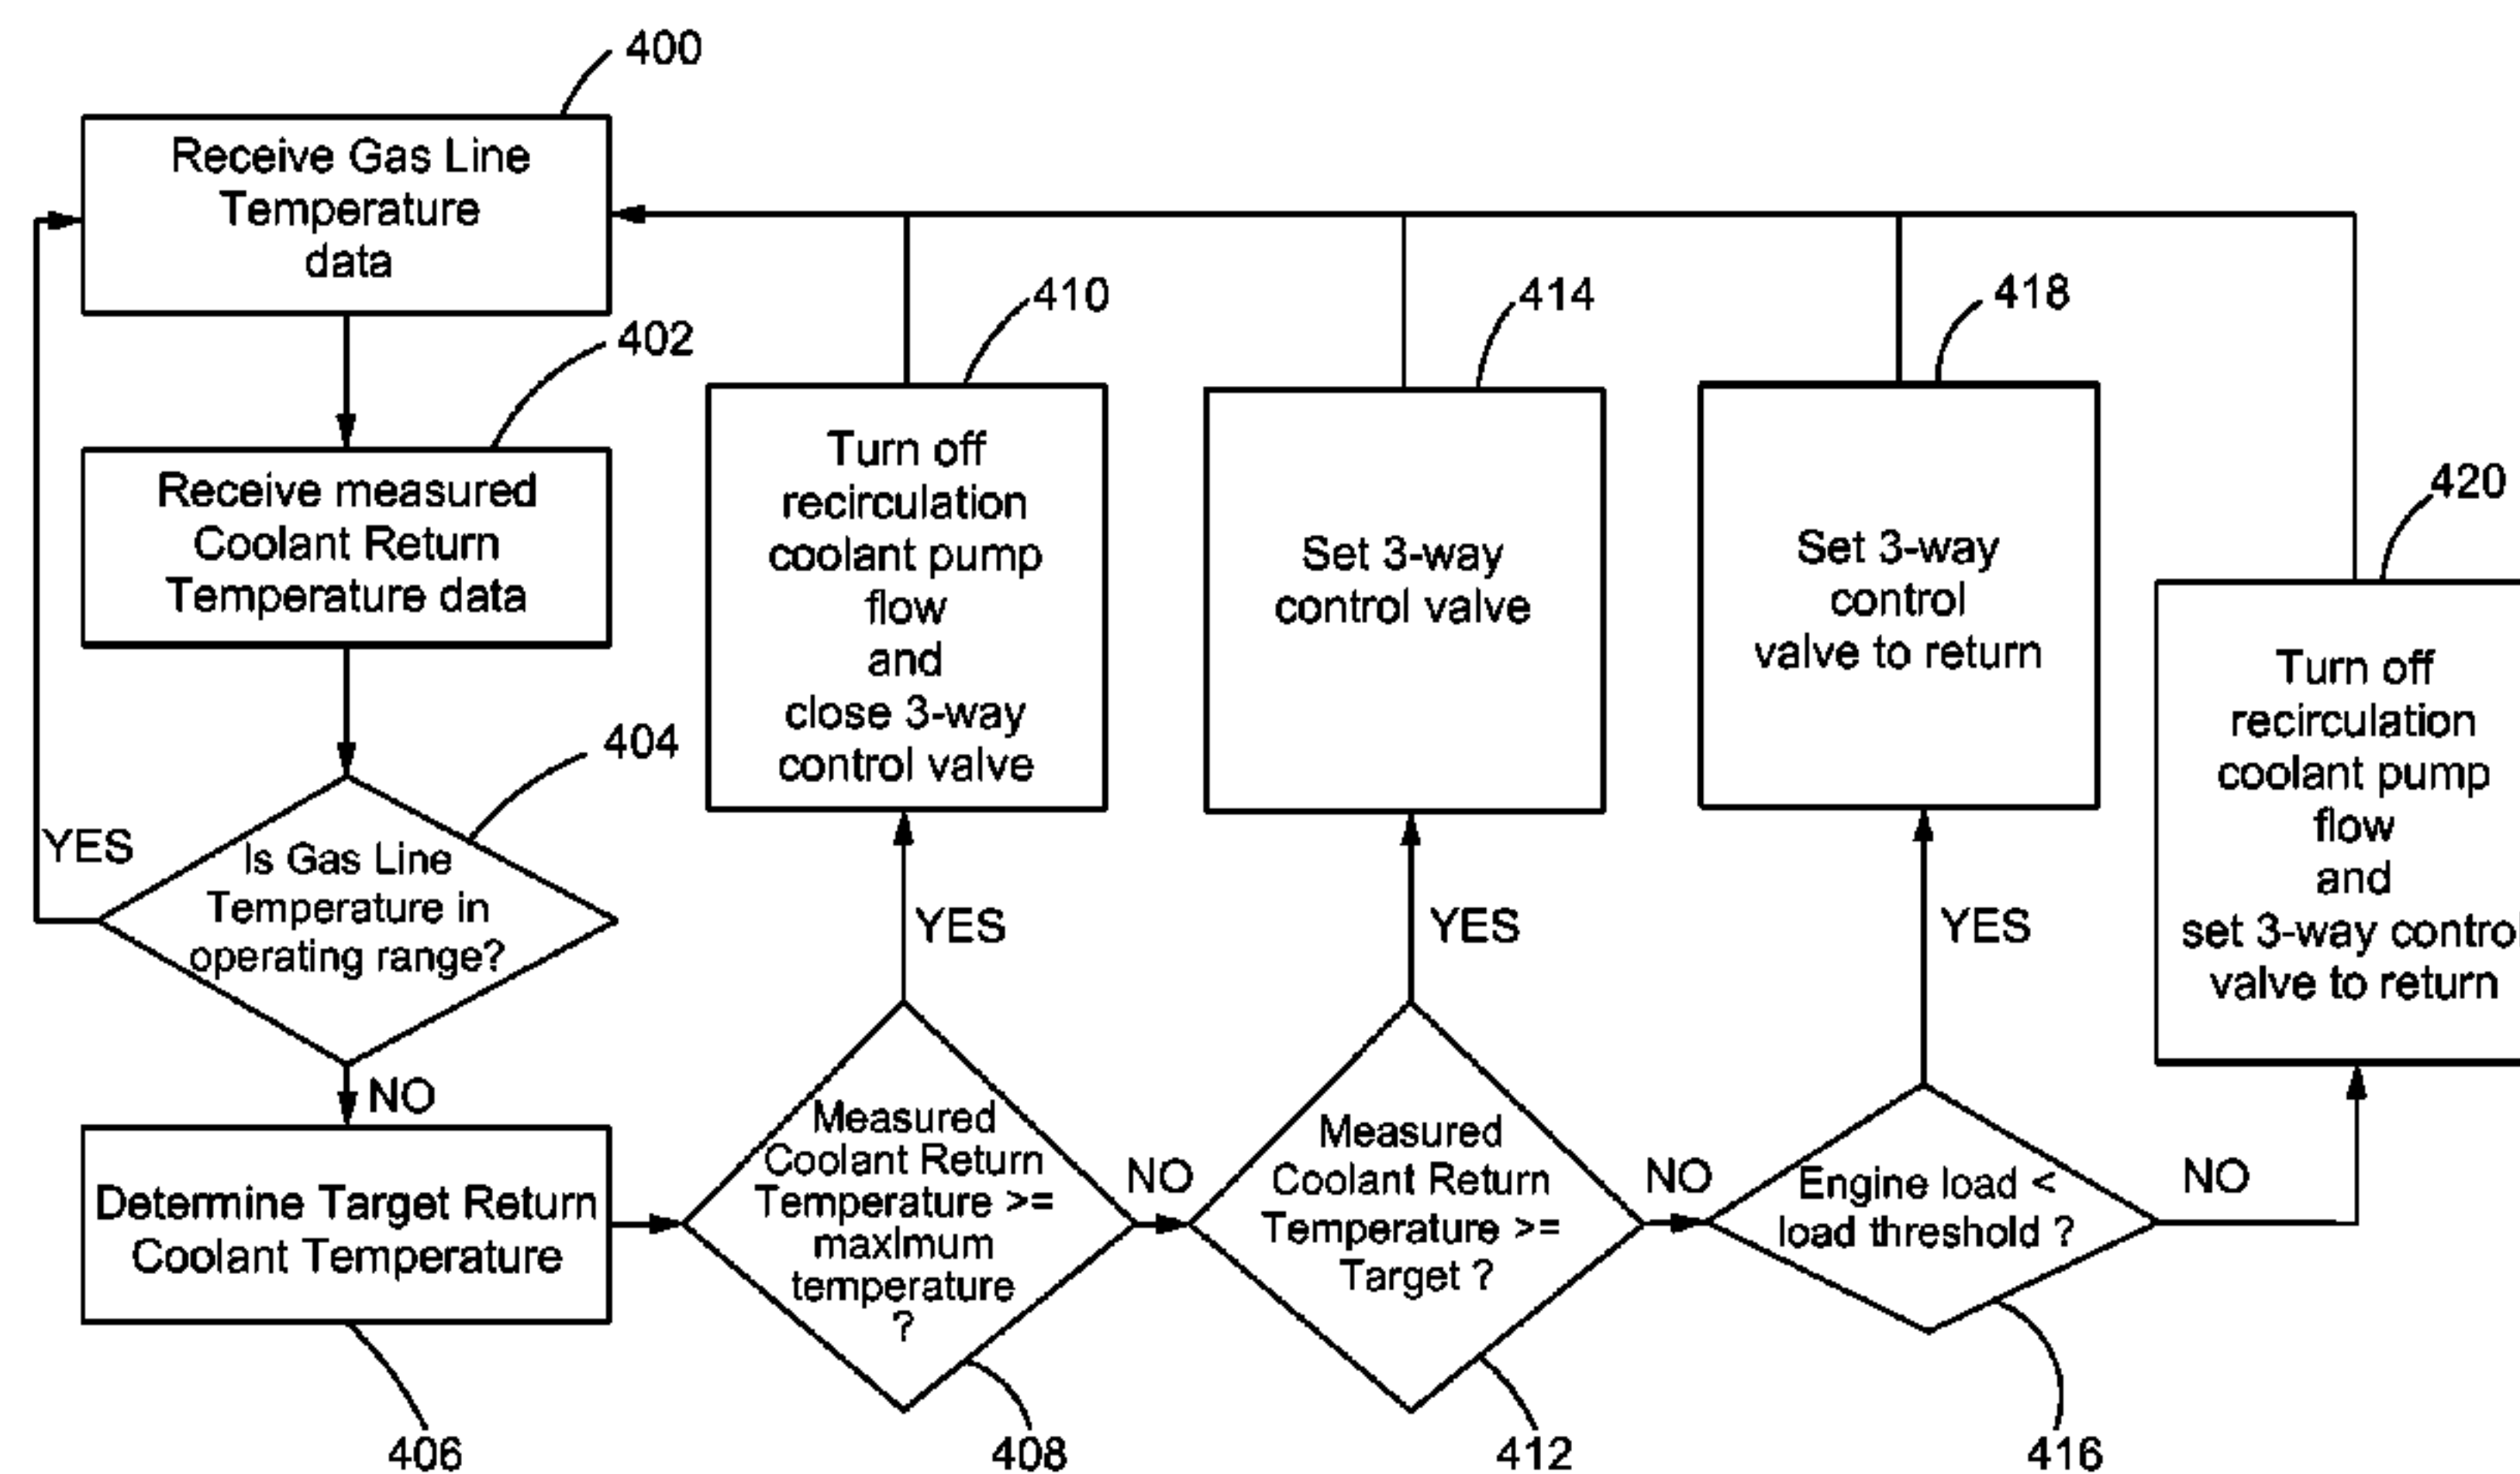 400
Receive Gas Line
Temperature
data
402
Receive measured
Coolant Return
Temperature data
404
YES
Is Gas Line
Temperature in
operating range?
NO
Determine Target Return
Coolant Temperature
406
410
Turn off
recirculation
coolant pump
flow
and
close 3-way
control valve
YES
Measured
Coolant Return
Temperature >=
maxImum
temperature
?
408
NO
414
Set 3-way
control valve
YES
Measured
Coolant Return
Temperature >=
Target ?
412
NO
418
Set 3-way
control
valve to return
YES
Engine load <
load threshold ?
416
NO
420
Turn off
recirculation
coolant pump
flow
and
set 3-way control
valve to return